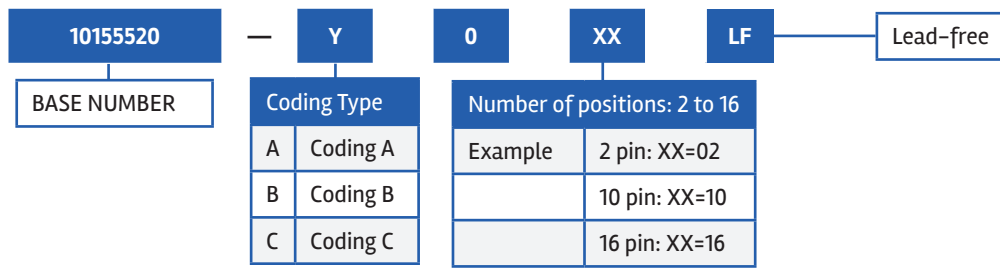 10155520 — Y 0 XX LF Lead-free
BASE NUMBER
Coding Type
A Coding A
B Coding B
C Coding C
Number of positions: 2 to 16
Example 2 pin: XX=02
10 pin: XX=10
16 pin: XX=16